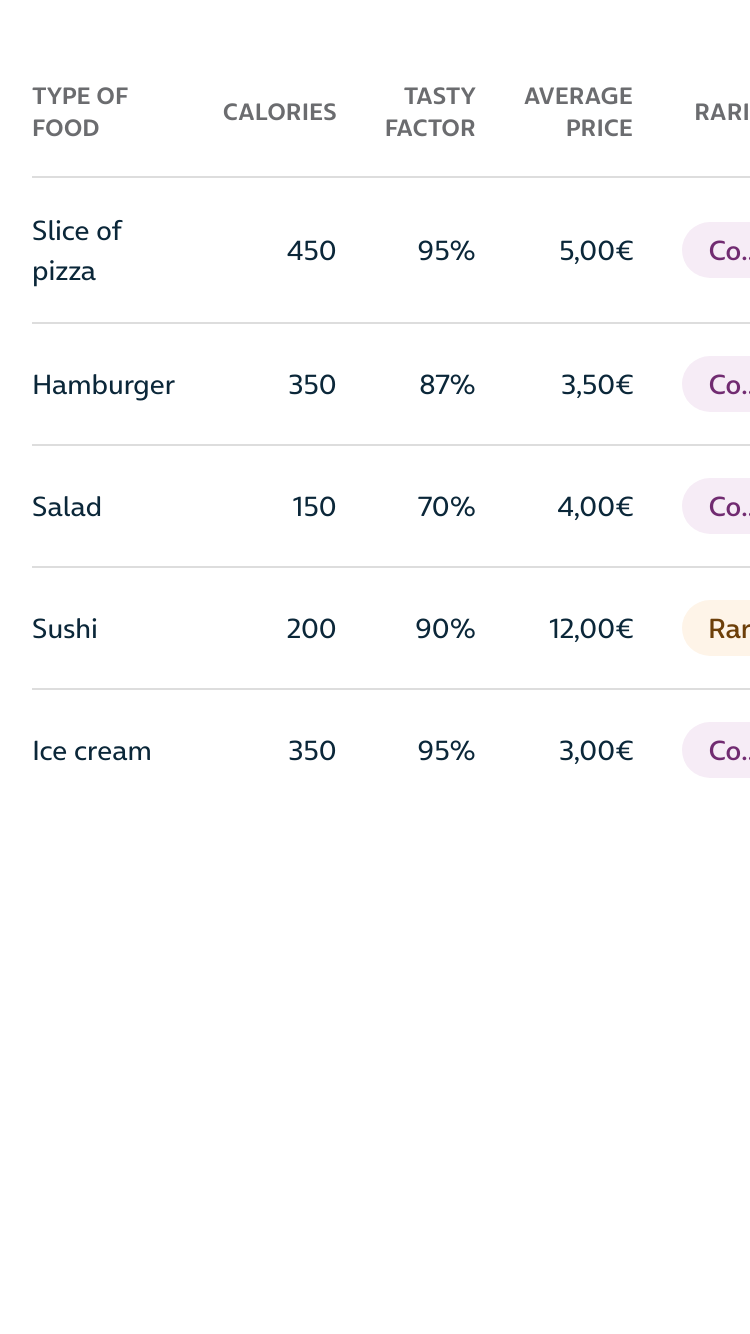 TYPE OF FOOD CALORIES TASTY FACTOR AVERAGE PRICE RARI
Slice of pizza 450 95% 5,00€ Co..
Hamburger 350 87% 3,50€ Co..
Salad 150 70% 4,00€ Co..
Sushi 200 90% 12,00€ Rar
Ice cream 350 95% 3,00€ Co..